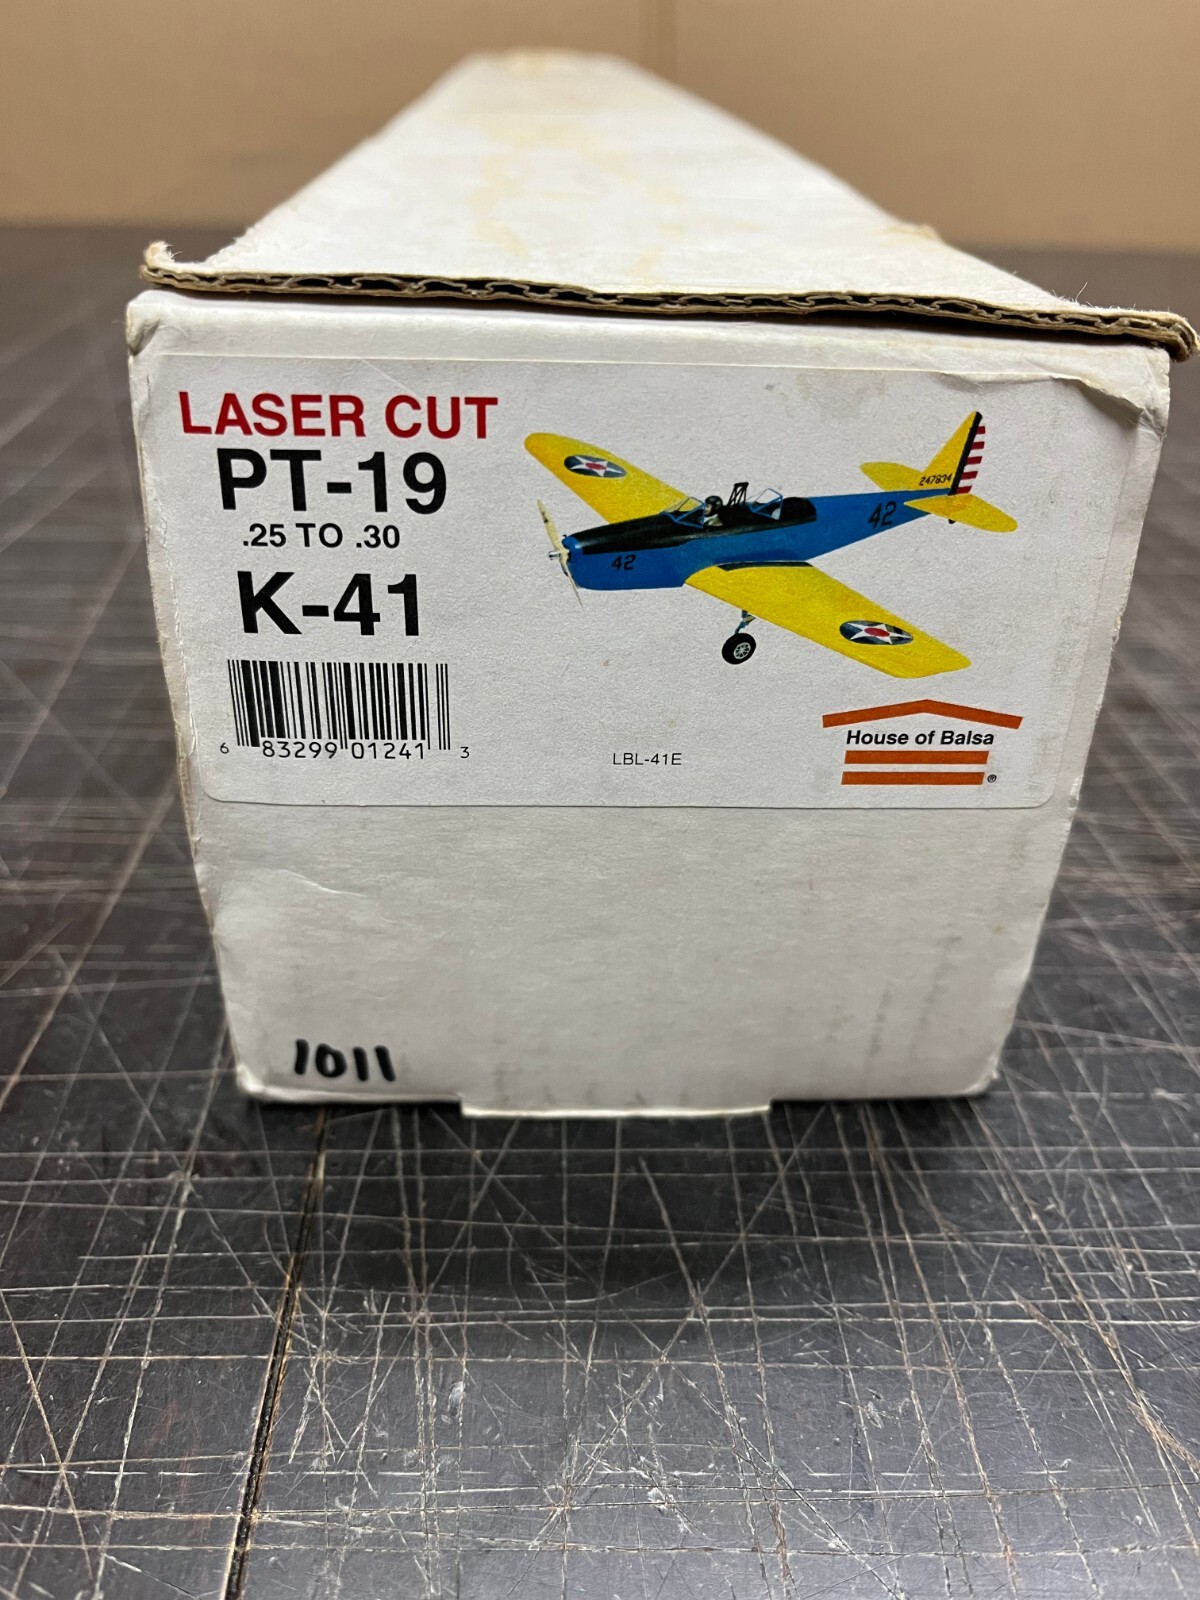 LASER CUT
PT-19
.25 TO .30
K-41
6 83299 01241 3
LBL-41E
42
42
247834
House of Balsa
®
1011